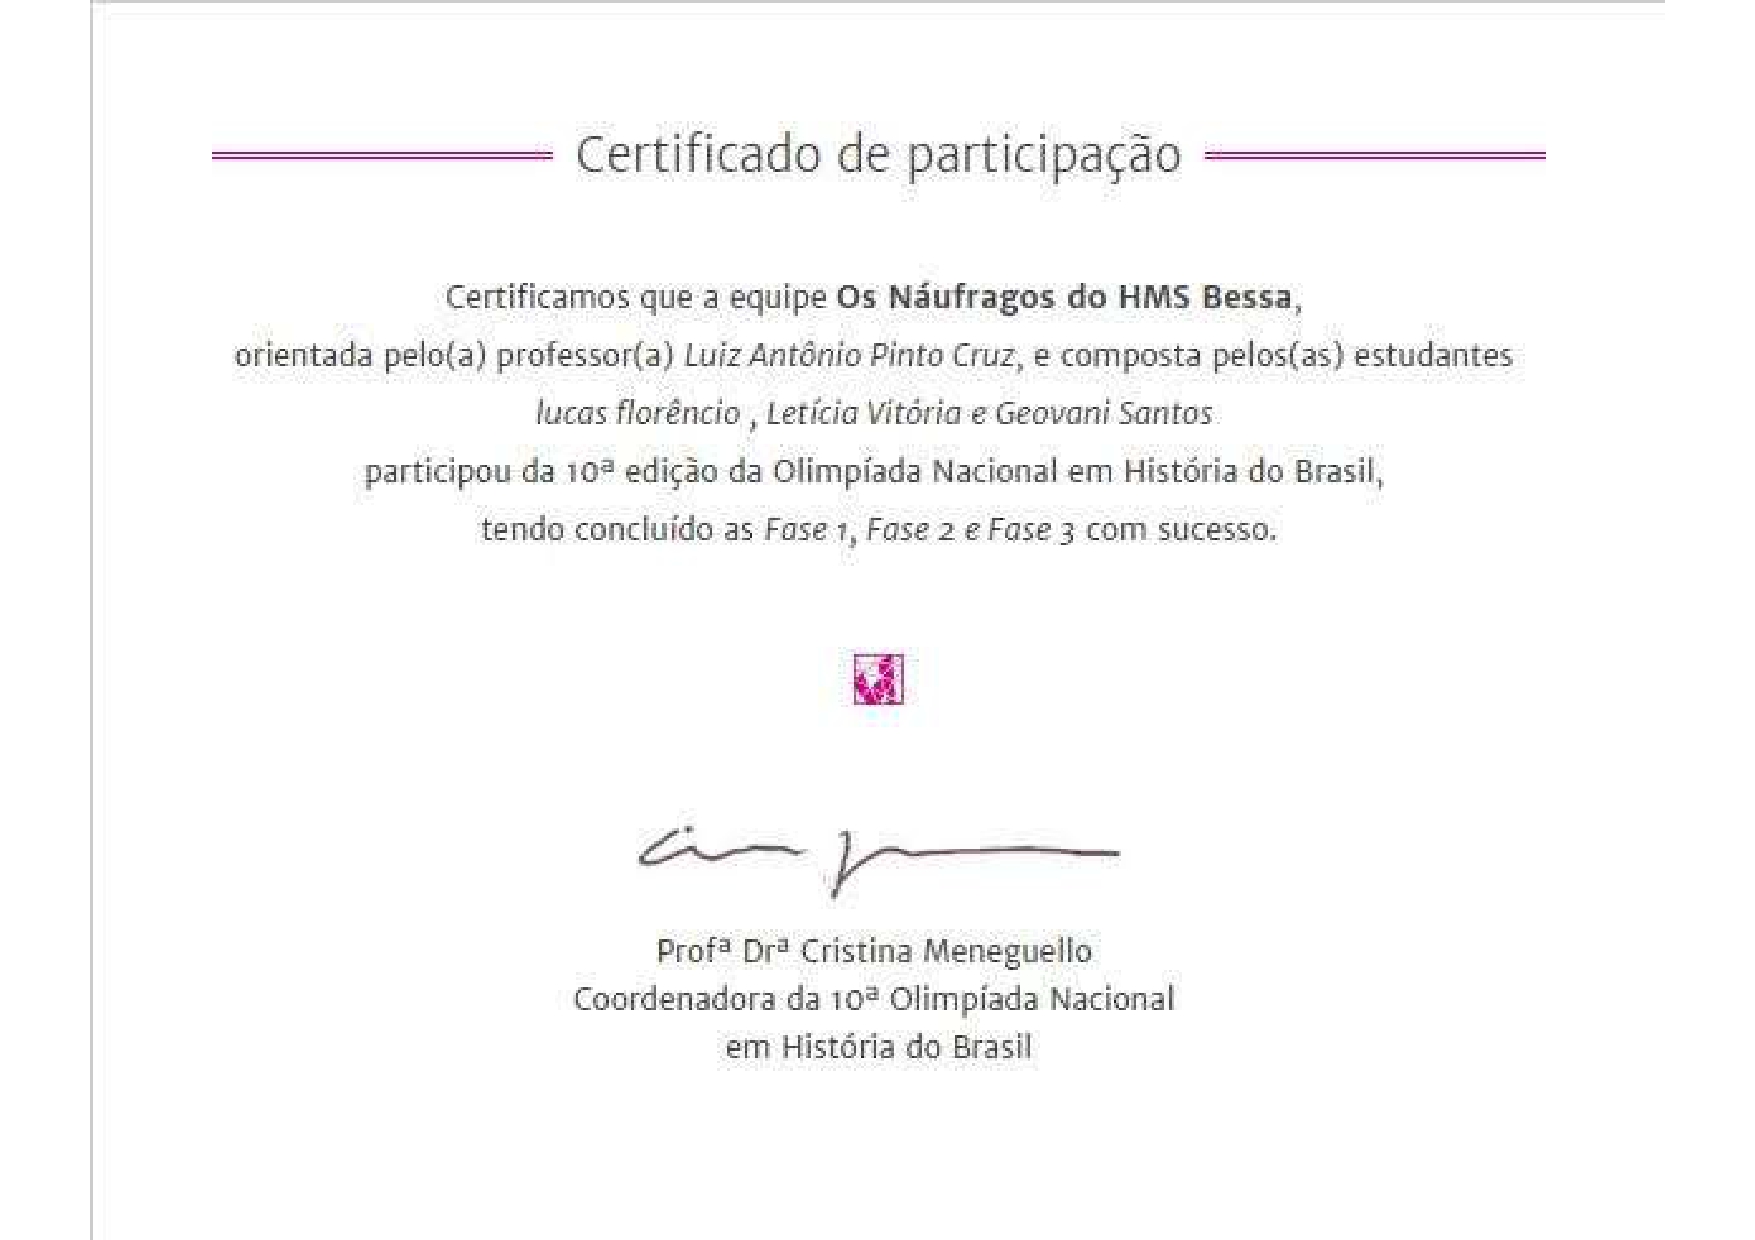 Certificado de participação
Certificamos que a equipe Os Náufragos do HMS Bessa,
orientada pelo(a) professor(a) Luiz Antônio Pinto Cruz, e composta pelos(as) estudantes
lucas florêncio , Letícia Vitória e Geovani Santos
participou da 10ª edição da Olimpíada Nacional em História do Brasil,
tendo concluído as Fase 1, Fase 2 e Fase 3 com sucesso.
Profª Drª Cristina Meneguello
Coordenadora da 10ª Olimpíada Nacional
em História do Brasil